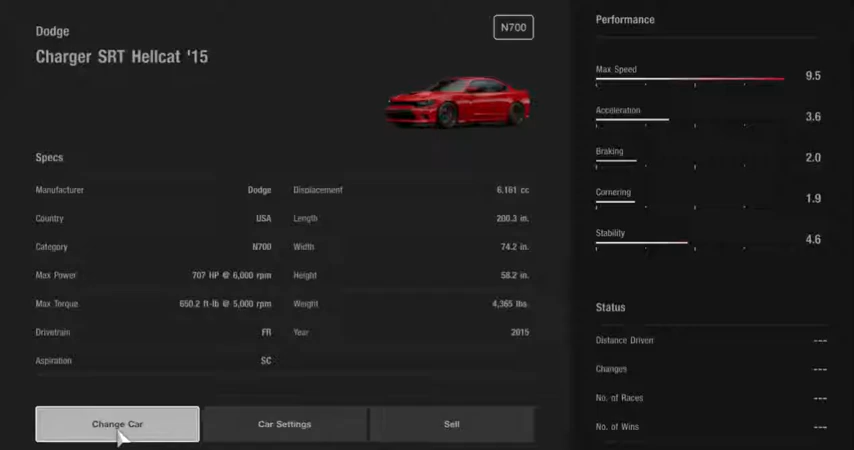 Dodge
N700
Charger SRT Hellcat '15
Specs
Manufacturer Dodge
Country USA
Category N700
Max Power 707 HP @ 6,000 rpm
Max Torque 650.2 ft-lb @ 5,000 rpm
Drivetrain FR
Aspiration SC
Displacement 6.161 cc
Length 200.3 in.
Width 74.2 in.
Height 58.2 in.
Weight 4,365 lbs.
Year 2015
Change Car
Car Settings
Sell
Performance
Max Speed 9.5
Acceleration 3.6
Braking 2.0
Cornering 1.9
Stability 4.6
Status
Distance Driven ---
Changes ---
No. of Races ---
No. of Wins ---